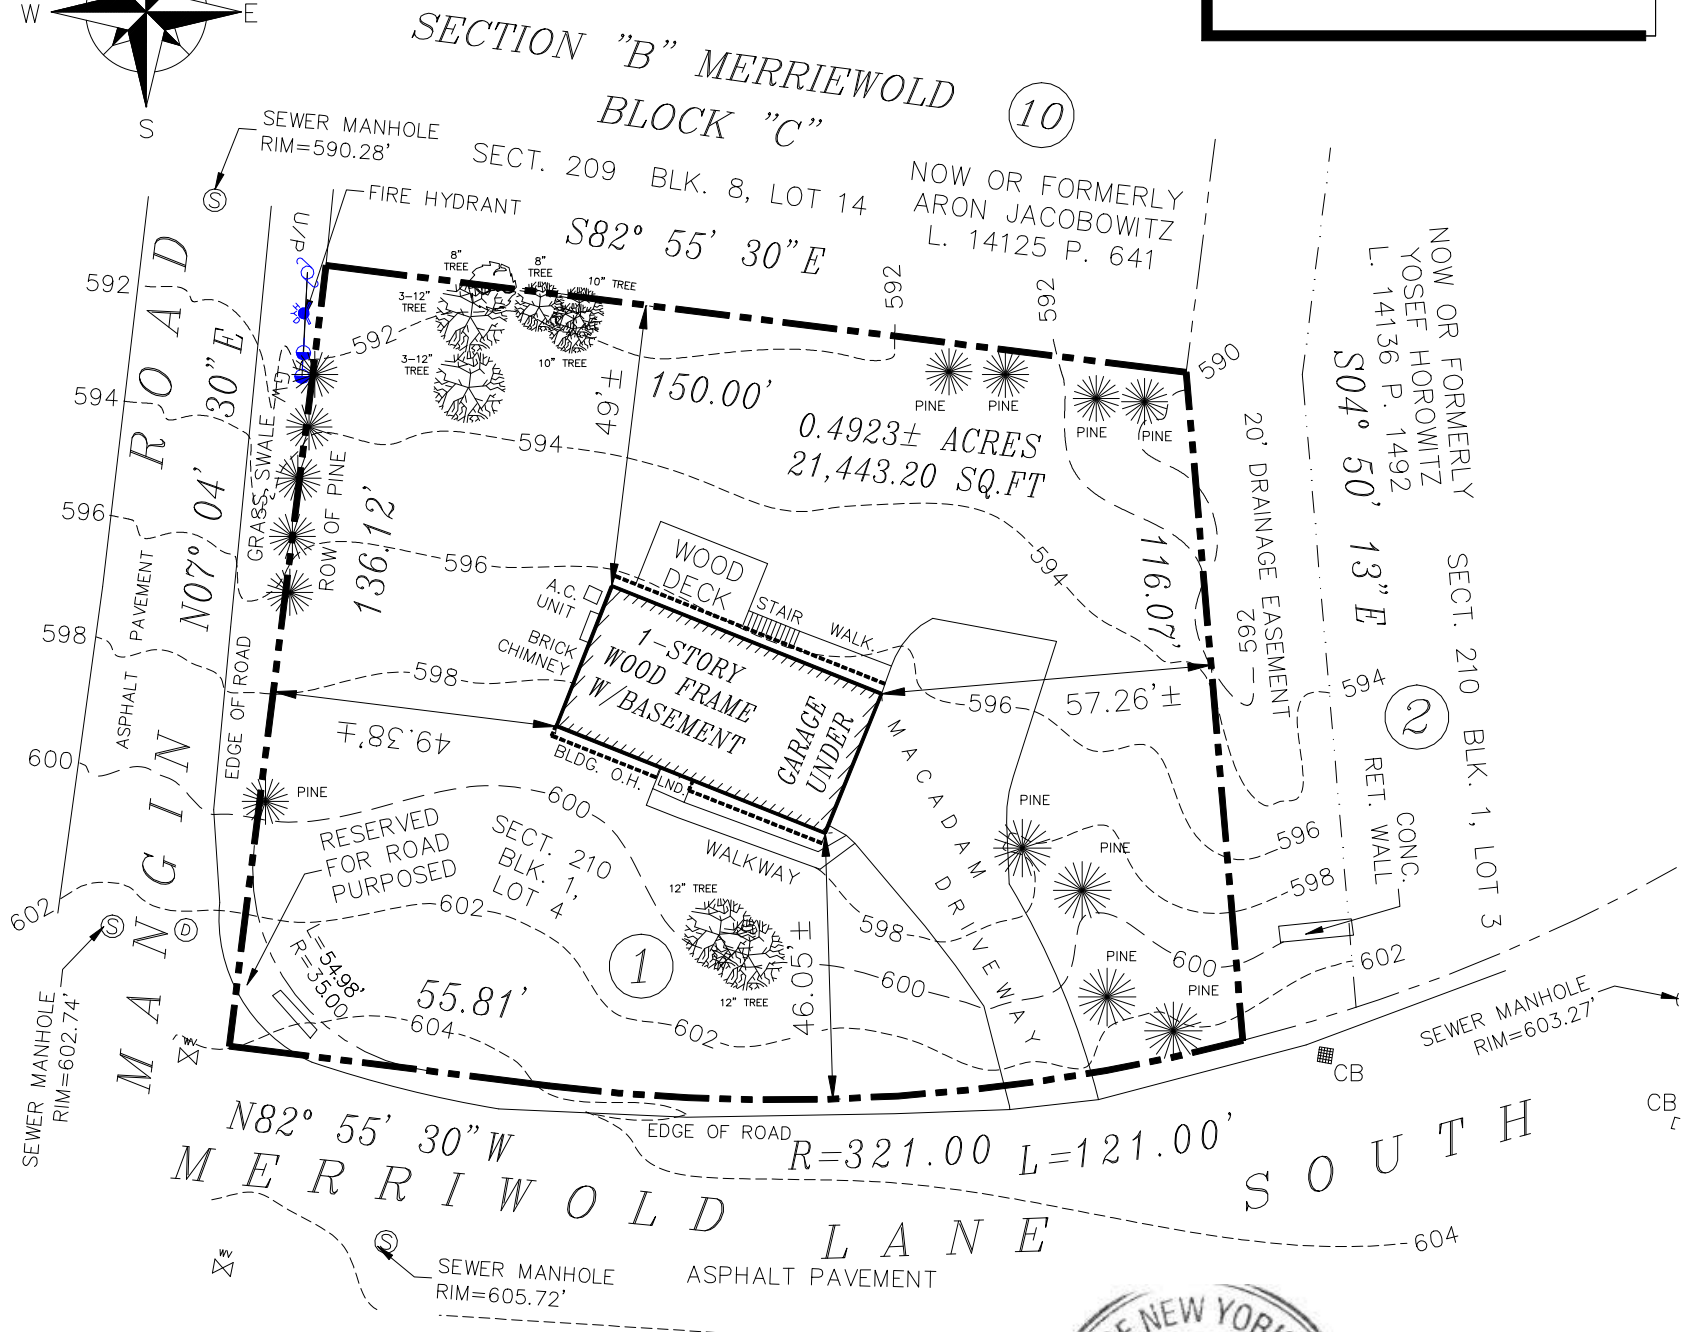 W
E
S
SECTION "B" MERRIEWOLD
BLOCK "C"
10
SEWER MANHOLE
RIM=590.28'
SECT. 209 BLK. 8, LOT 14
NOW OR FORMERLY
ARON JACOBOWITZ
L. 14125 P. 641
S
FIRE HYDRANT
U/P
S82° 55' 30"E
8"
TREE
8"
TREE
10" TREE
3-12"
TREE
3-12"
TREE
10" TREE
592
592
592
592
590
NOW OR FORMERLY
YOSEF HOROWITZ
L. 14136 P. 1492
SECT. 210 BLK. 1, LOT 3
S04° 50' 13"E
116.07'
20' DRAINAGE EASEMENT
592
150.00'
49'±
0.4923± ACRES
21,443.20 SQ.FT
PINE
PINE
PINE
PINE
594
594
594
594
GV
GRASS SWALE
ROW OF PINE
N07° 04' 30"E
136.12'
MANGIN ROAD
ASPHALT PAVEMENT
EDGE OF ROAD
596
596
596
596
598
598
598
598
WOOD
DECK
STAIR
WALK.
A.C.
UNIT
BRICK
CHIMNEY
1-STORY
WOOD FRAME
W/BASEMENT
GARAGE
UNDER
BLDG. O.H.
LND.
WALKWAY
49.38'±
57.26'±
46.05'±
MACADAM DRIVEWAY
2
RET. WALL
CONC.
600
600
600
600
PINE
PINE
PINE
PINE
PINE
RESERVED
FOR ROAD
PURPOSED
SECT. 210
BLK. 1,
LOT 4
12" TREE
12" TREE
1
602
602
602
602
S
D
L=54.98'
R=35.00
55.81'
604
604
SEWER MANHOLE
RIM=602.74'
WV
SEWER MANHOLE
RIM=603.27'
CB
CB
N82° 55' 30"W
EDGE OF ROAD
R=321.00 L=121.00'
MERRIWOLD LANE SOUTH
WV
S
SEWER MANHOLE
RIM=605.72'
ASPHALT PAVEMENT
NEW YOR